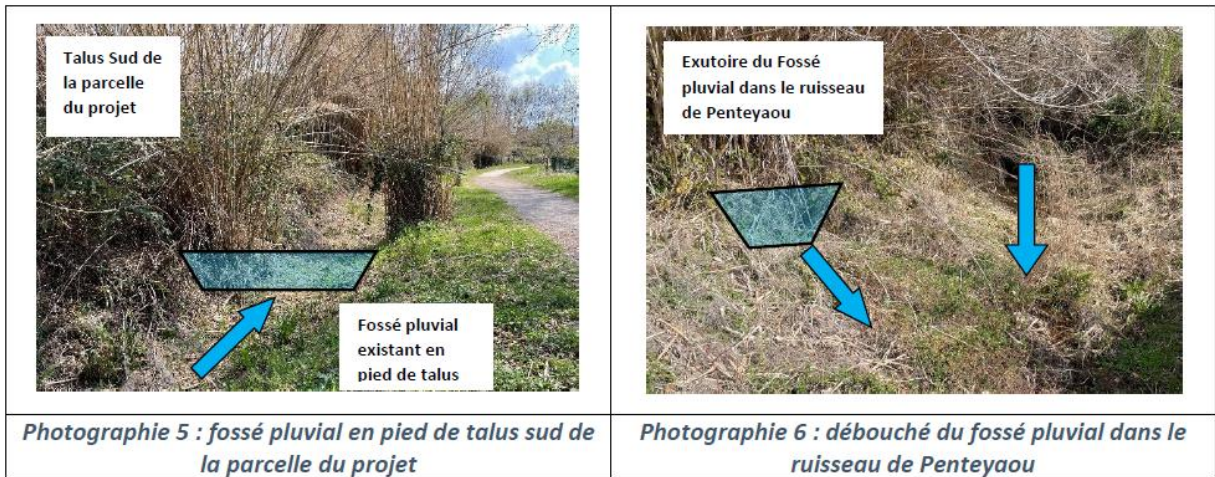 Talus Sud de
la parcelle
du projet
Fossé pluvial
existant en
pied de talus
Exutoire du Fossé
pluvial dans le ruisseau
de Penteyaou
Photographie 5 : fossé pluvial en pied de talus sud de
la parcelle du projet
Photographie 6 : débouché du fossé pluvial dans le
ruisseau de Penteyaou